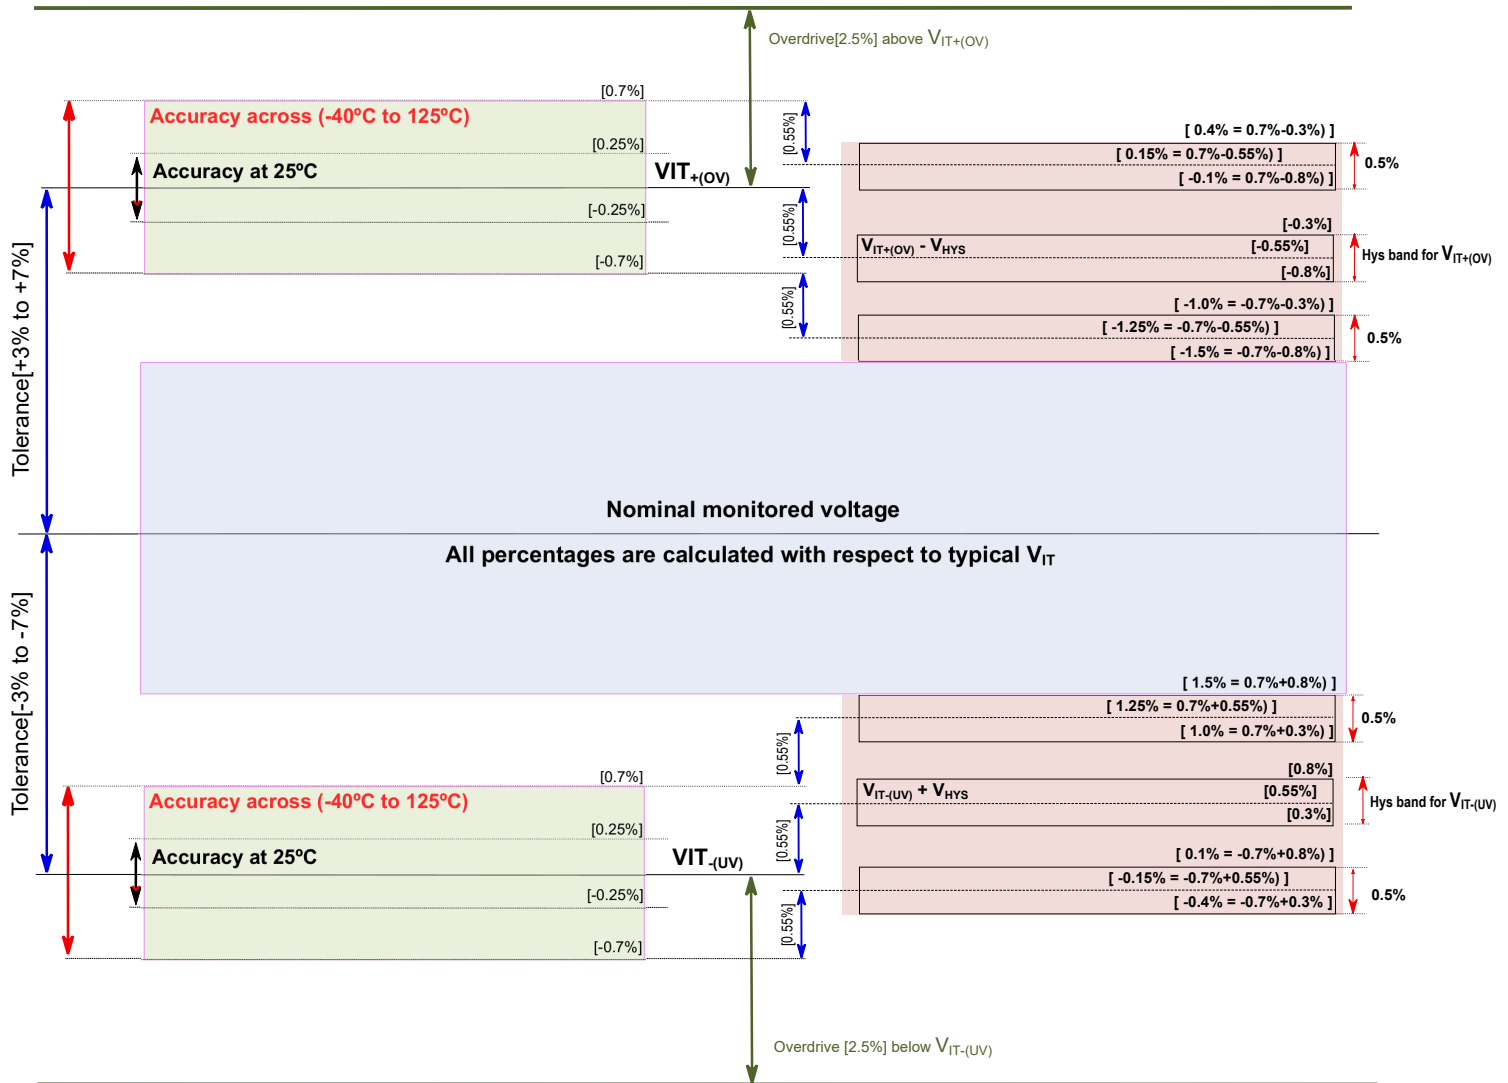 Overdrive[2.5%] above VIT+(OV)
[0.7%]
Accuracy across (-40ºC to 125ºC)
[0.25%]
Accuracy at 25ºC
VIT+(OV)
[-0.25%]
[-0.7%]
[0.55%]
[0.55%]
[0.55%]
[ 0.4% = 0.7%-0.3%) ]
[ 0.15% = 0.7%-0.55%) ]
[ -0.1% = 0.7%-0.8%) ]
0.5%
[-0.3%]
VIT+(OV) - VHYS
[-0.55%]
[-0.8%]
Hys band for VIT+(OV)
[ -1.0% = -0.7%-0.3%) ]
[ -1.25% = -0.7%-0.55%) ]
[ -1.5% = -0.7%-0.8%) ]
0.5%
Tolerance[+3% to +7%]
Nominal monitored voltage
All percentages are calculated with respect to typical VIT
Tolerance[-3% to -7%]
[ 1.5% = 0.7%+0.8%) ]
[ 1.25% = 0.7%+0.55%) ]
[ 1.0% = 0.7%+0.3%) ]
0.5%
[0.55%]
[0.7%]
Accuracy across (-40ºC to 125ºC)
[0.25%]
Accuracy at 25ºC
VIT-(UV)
[-0.25%]
[-0.7%]
[0.55%]
[0.55%]
[0.8%]
VIT-(UV) + VHYS
[0.55%]
[0.3%]
Hys band for VIT-(UV)
[ 0.1% = -0.7%+0.8%) ]
[ -0.15% = -0.7%+0.55%) ]
[ -0.4% = -0.7%+0.3% ]
0.5%
Overdrive [2.5%] below VIT-(UV)